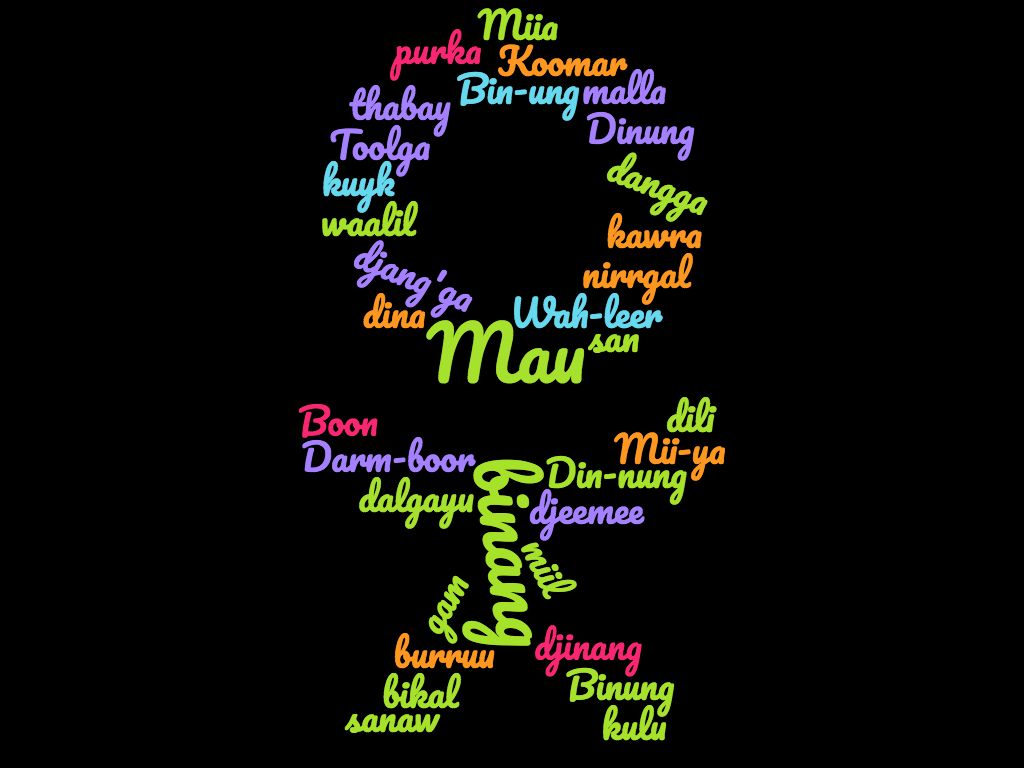 Miia
purka
Koomar
Bin-ung
malla
thabay
Dinung
Toolga
dangga
kuyk
waalil
kawra
djang'ga
nirrgal
dina
Wah-leer
san
Mau
Boon
dili
Darm-boor
Mii-ya
binang
Din-nung
dalgayu
djeemee
miil
gam
burruu
djinang
bikal
Binung
sanaw
kulu